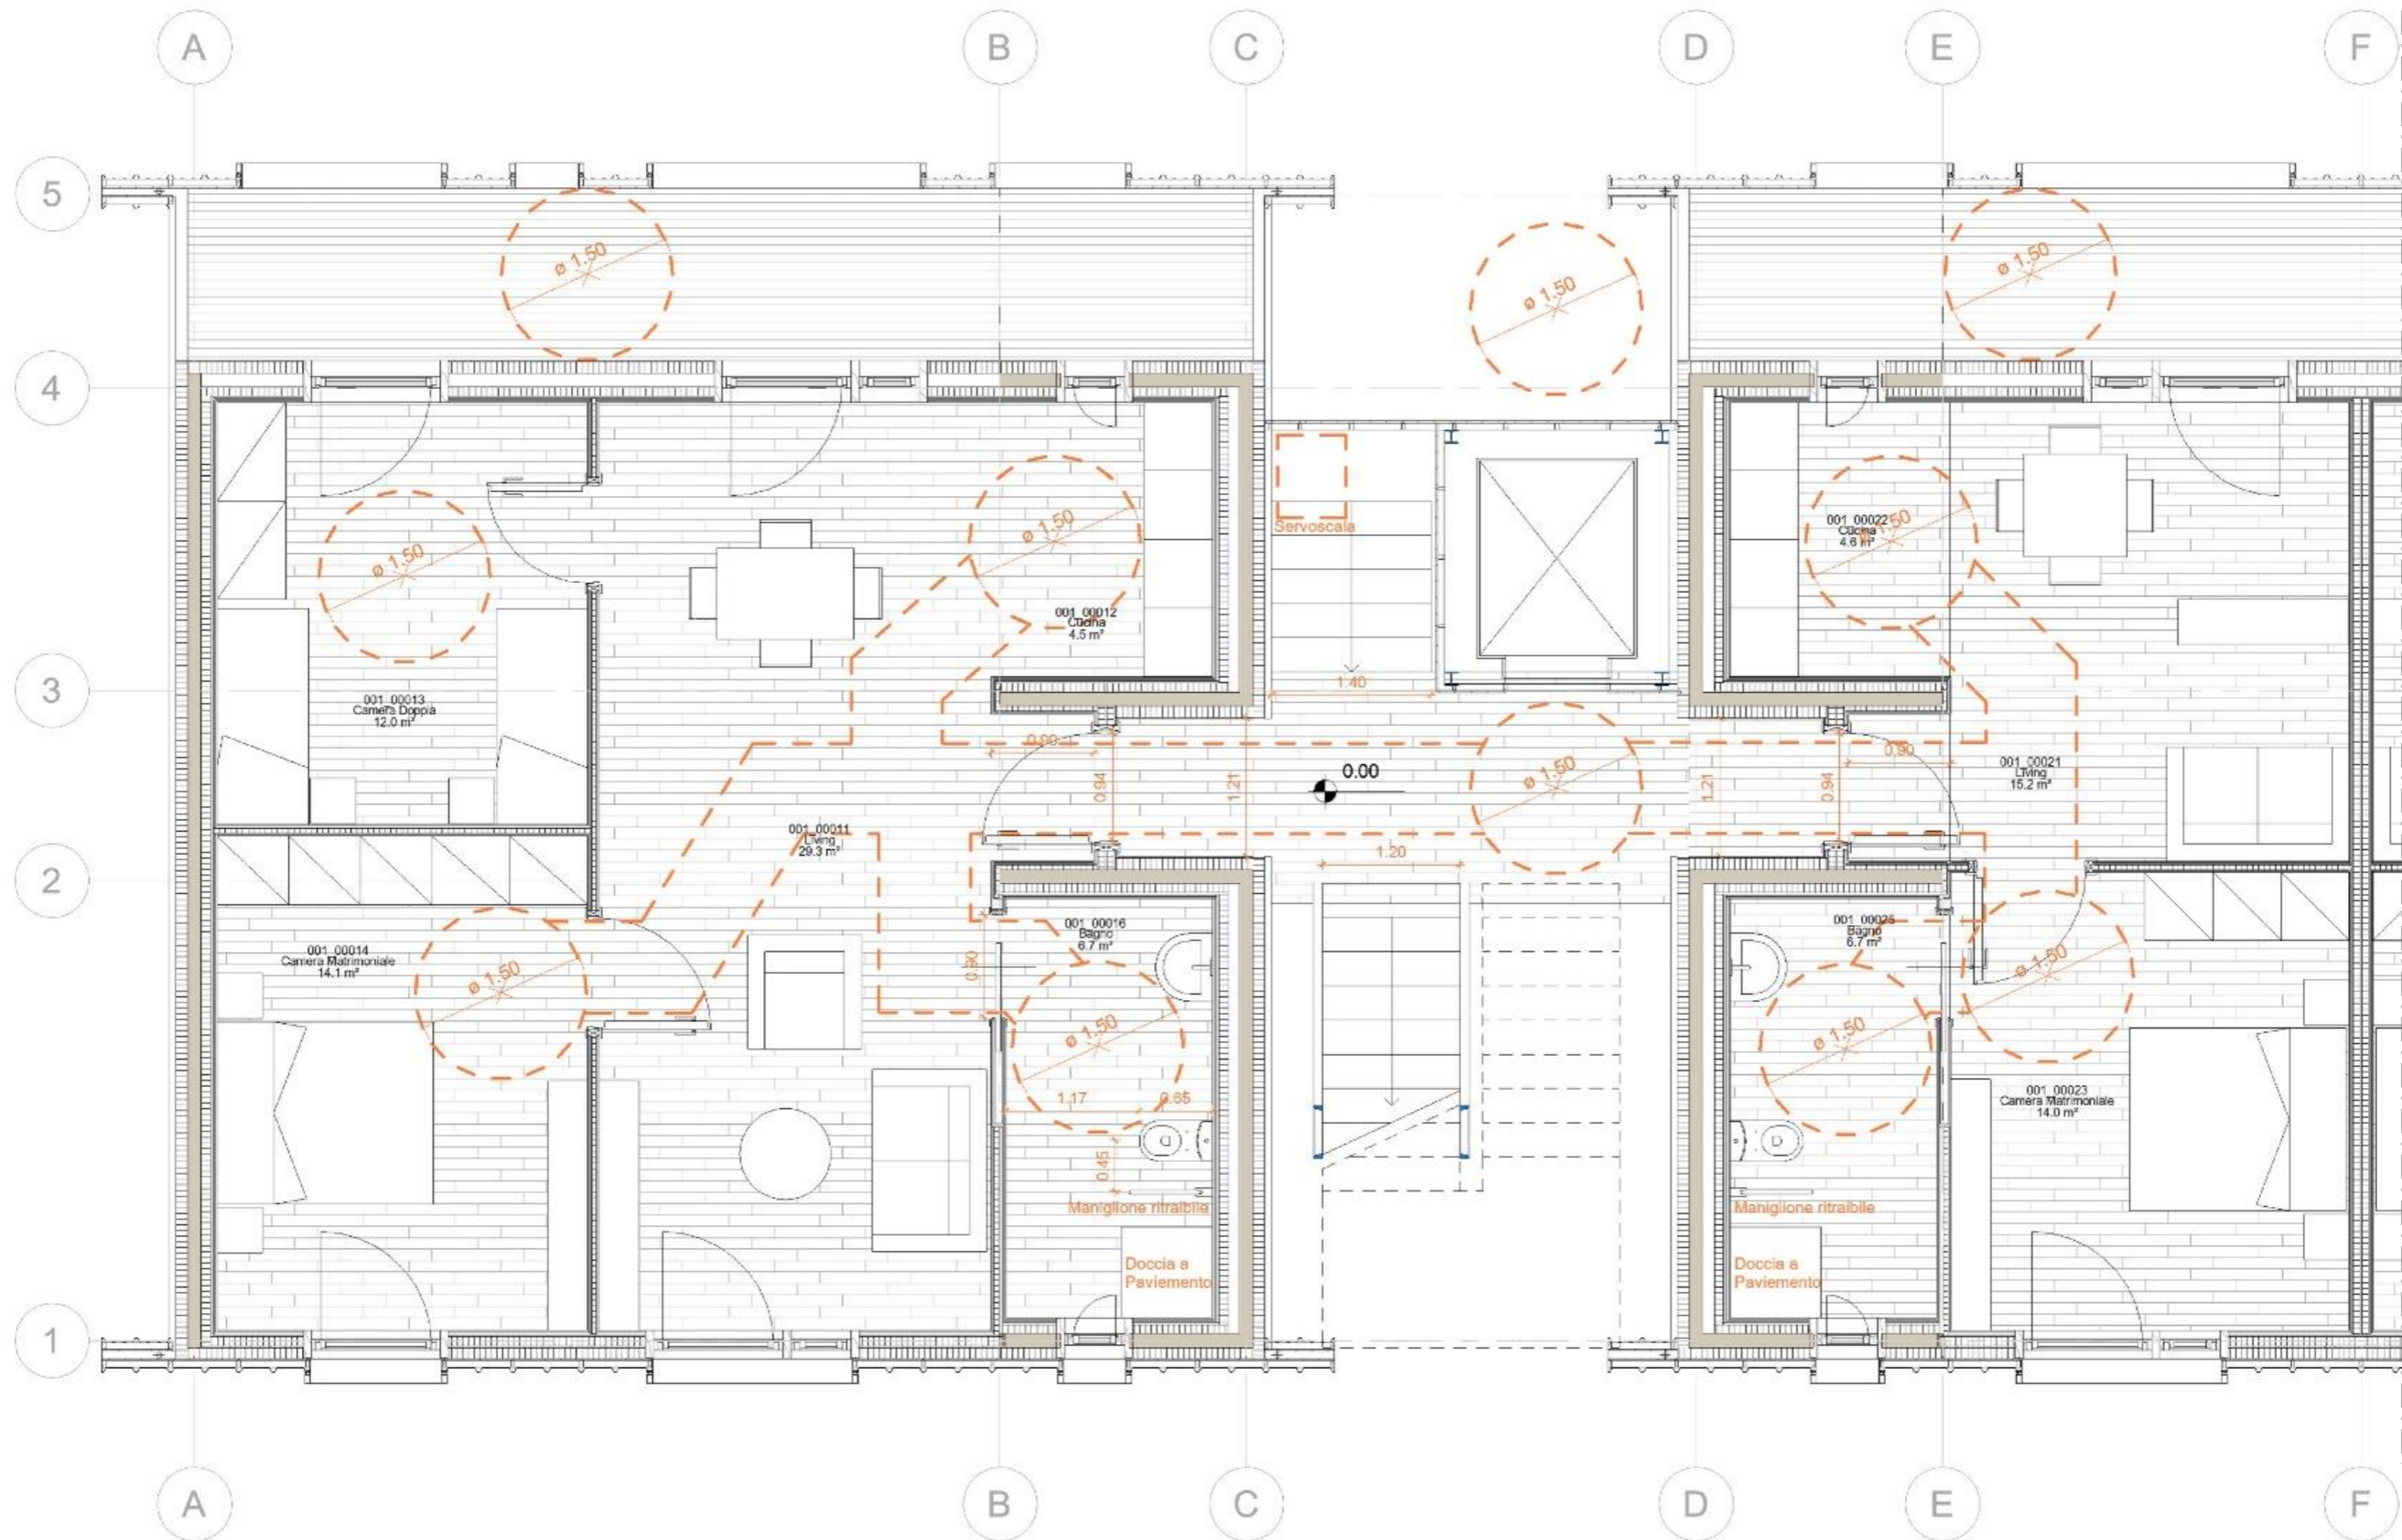 A
B
C
D
E
F
5
ø 1.50
ø 1.50
ø 1.50
4
ø 1.50
ø 1.50
Servoscala
001_00022
Cucina
4.6 m²
ø 1.50
001_00012
Cucina
4.5 m²
3
001_00013
Camera Doppia
12.0 m²
1.40
0.90
0.94
1.21
0.00
ø 1.50
1.21
0.94
0.90
001_00021
Living
15.2 m²
001_00011
Living
29.3 m²
1.20
2
001_00014
Camera Matrimoniale
14.1 m²
ø 1.50
0.90
001_00016
Bagno
6.7 m²
ø 1.50
001_00025
Bagno
6.7 m²
ø 1.50
ø 1.50
1.17
0.65
0.45
001_00023
Camera Matrimoniale
14.0 m²
Maniglione ritraibile
Maniglione ritraibile
Doccia a
Paviemento
Doccia a
Paviemento
1
A
B
C
D
E
F